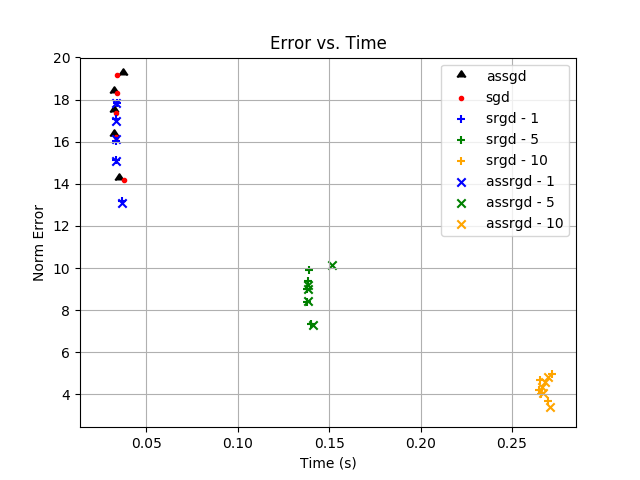 Error vs. Time
20
18
16
14
12
10
8
6
4
Norm Error
assgd
sgd
srgd - 1
srgd - 5
srgd - 10
assrgd - 1
assrgd - 5
assrgd - 10
0.05 0.10 0.15 0.20 0.25
Time (s)